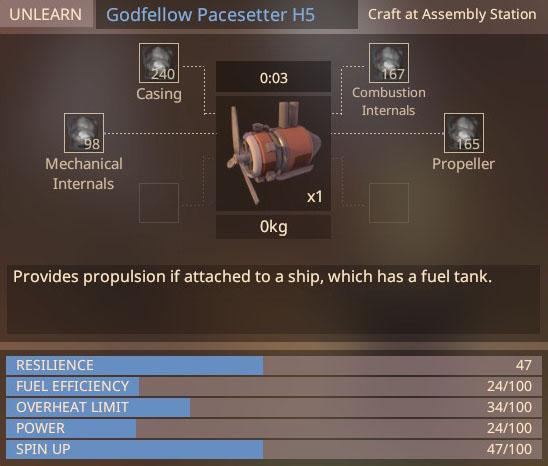 UNLEARN
Godfellow Pacesetter H5
Craft at Assembly Station
240
Casing
0:03
167
Combustion
Internals
98
Mechanical
Internals
165
Propeller
x1
0kg
Provides propulsion if attached to a ship, which has a fuel tank.
RESILIENCE 47
FUEL EFFICIENCY 24/100
OVERHEAT LIMIT 34/100
POWER 24/100
SPIN UP 47/100